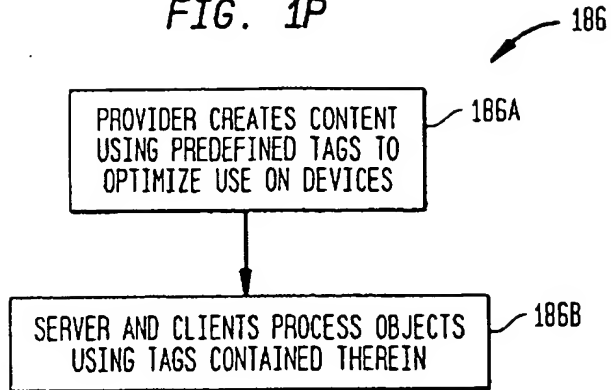 FIG. 1P
186
PROVIDER CREATES CONTENT
USING PREDEFINED TAGS TO
OPTIMIZE USE ON DEVICES
186A
SERVER AND CLIENTS PROCESS OBJECTS
USING TAGS CONTAINED THEREIN
186B